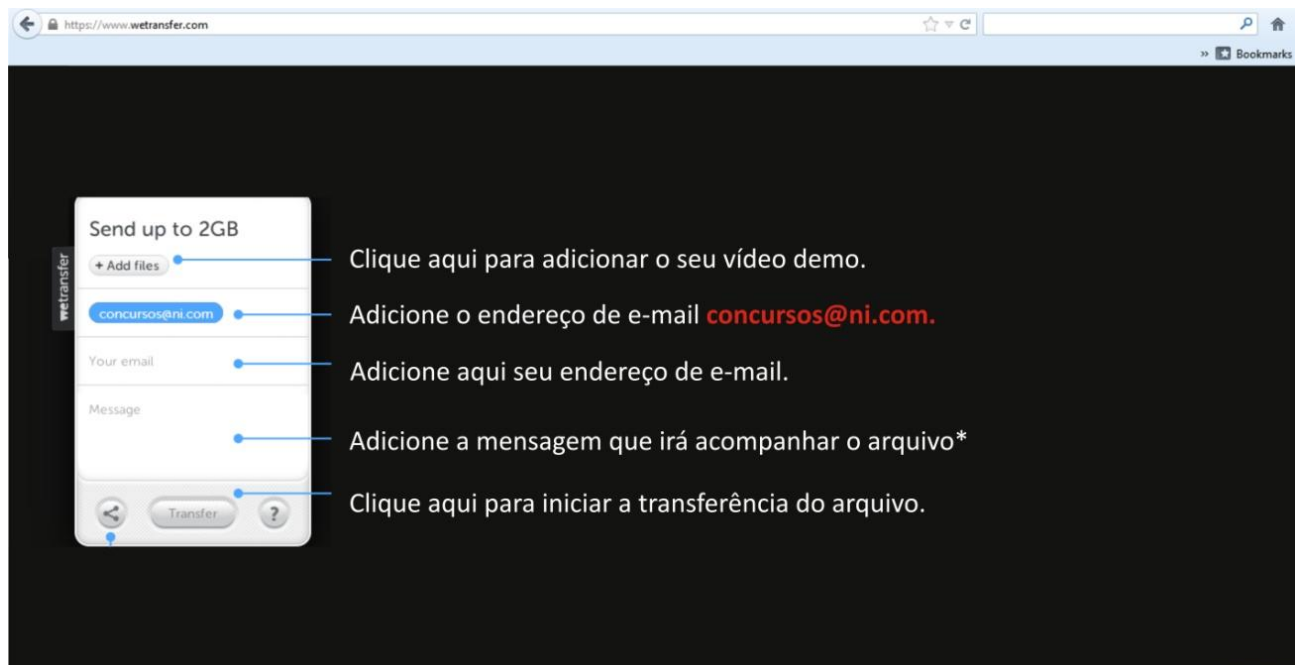 https://www.wetransfer.com
» Bookmarks
Send up to 2GB
+ Add files
Clique aqui para adicionar o seu vídeo demo.
wetransfer
concursos@ni.com
Adicione o endereço de e-mail concursos@ni.com.
Your email
Adicione aqui seu endereço de e-mail.
Message
Adicione a mensagem que irá acompanhar o arquivo*
Transfer
?
Clique aqui para iniciar a transferência do arquivo.